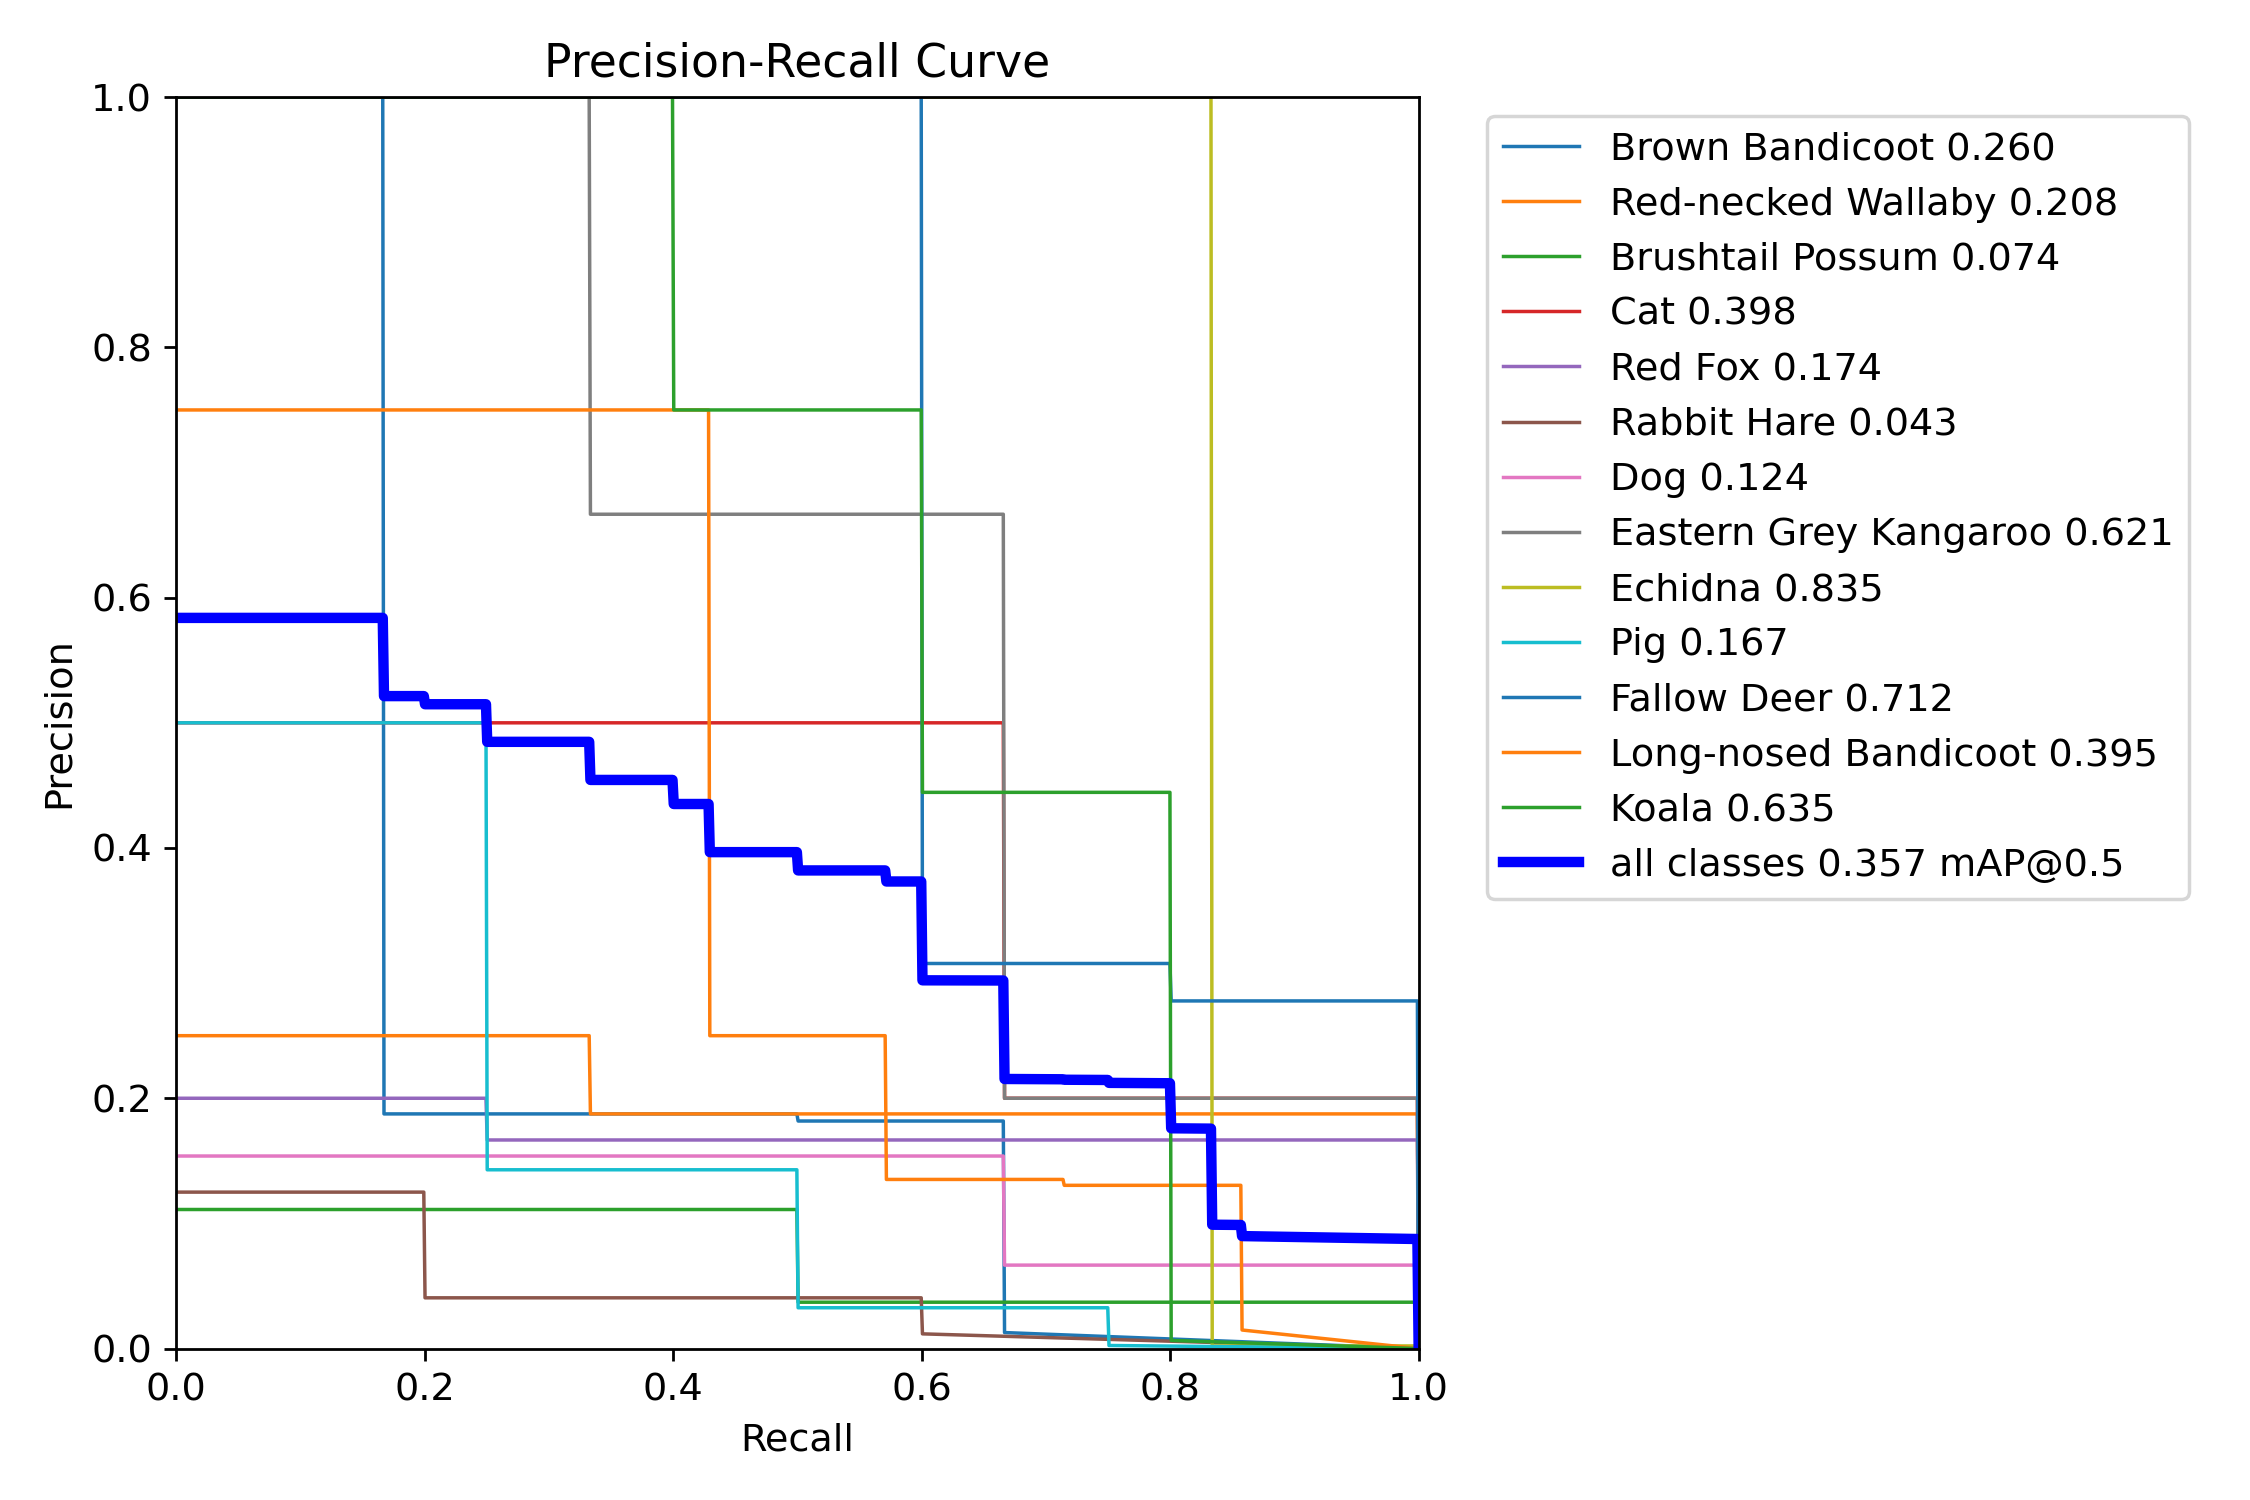 Precision-Recall Curve
1.0
0.8
0.6
0.4
0.2
0.0
Precision
0.0 0.2 0.4 0.6 0.8 1.0
Recall
Brown Bandicoot 0.260
Red-necked Wallaby 0.208
Brushtail Possum 0.074
Cat 0.398
Red Fox 0.174
Rabbit Hare 0.043
Dog 0.124
Eastern Grey Kangaroo 0.621
Echidna 0.835
Pig 0.167
Fallow Deer 0.712
Long-nosed Bandicoot 0.395
Koala 0.635
all classes 0.357 mAP@0.5